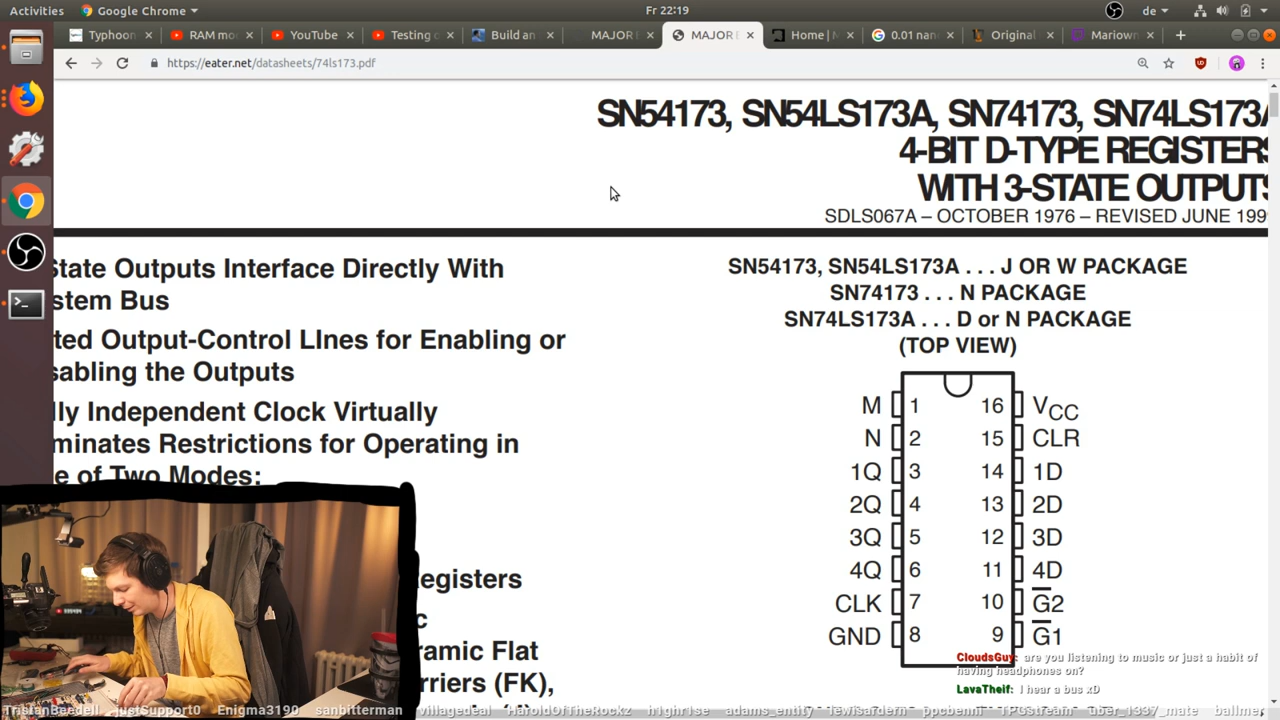 Activities
Google Chrome
Fr 22:19
de
Typhoon
RAM mo
YouTube
Testing
Build an
MAJOR
MAJOR
Home |
0.01 nan
Original
Mariown
https://eater.net/datasheets/74ls173.pdf
SN54173, SN54LS173A, SN74173, SN74LS173A
4-BIT D-TYPE REGISTERS
WITH 3-STATE OUTPUTS
SDLS067A – OCTOBER 1976 – REVISED JUNE 199
State Outputs Interface Directly With
stem Bus
ted Output-Control LInes for Enabling or
sabling the Outputs
lly Independent Clock Virtually
minates Restrictions for Operating in
e of Two Modes:
egisters
c
ramic Flat
rriers (FK),
SN54173, SN54LS173A . . . J OR W PACKAGE
SN74173 . . . N PACKAGE
SN74LS173A . . . D or N PACKAGE
(TOP VIEW)
M 1 16 VCC
N 2 15 CLR
1Q 3 14 1D
2Q 4 13 2D
3Q 5 12 3D
4Q 6 11 4D
CLK 7 10 G2
GND 8 9 G1
CloudsGuy: are you listening to music or just a habit of
having headphones on?
LavaTheif: I hear a bus xD
TristanBeedell justSupport0 Enigma3190 sanbitterman villagedeal HaroldOfTheRockz h1ghr1se adams_entity lewisardern ppcbenni TPGstream uber_1337_mate ballmer